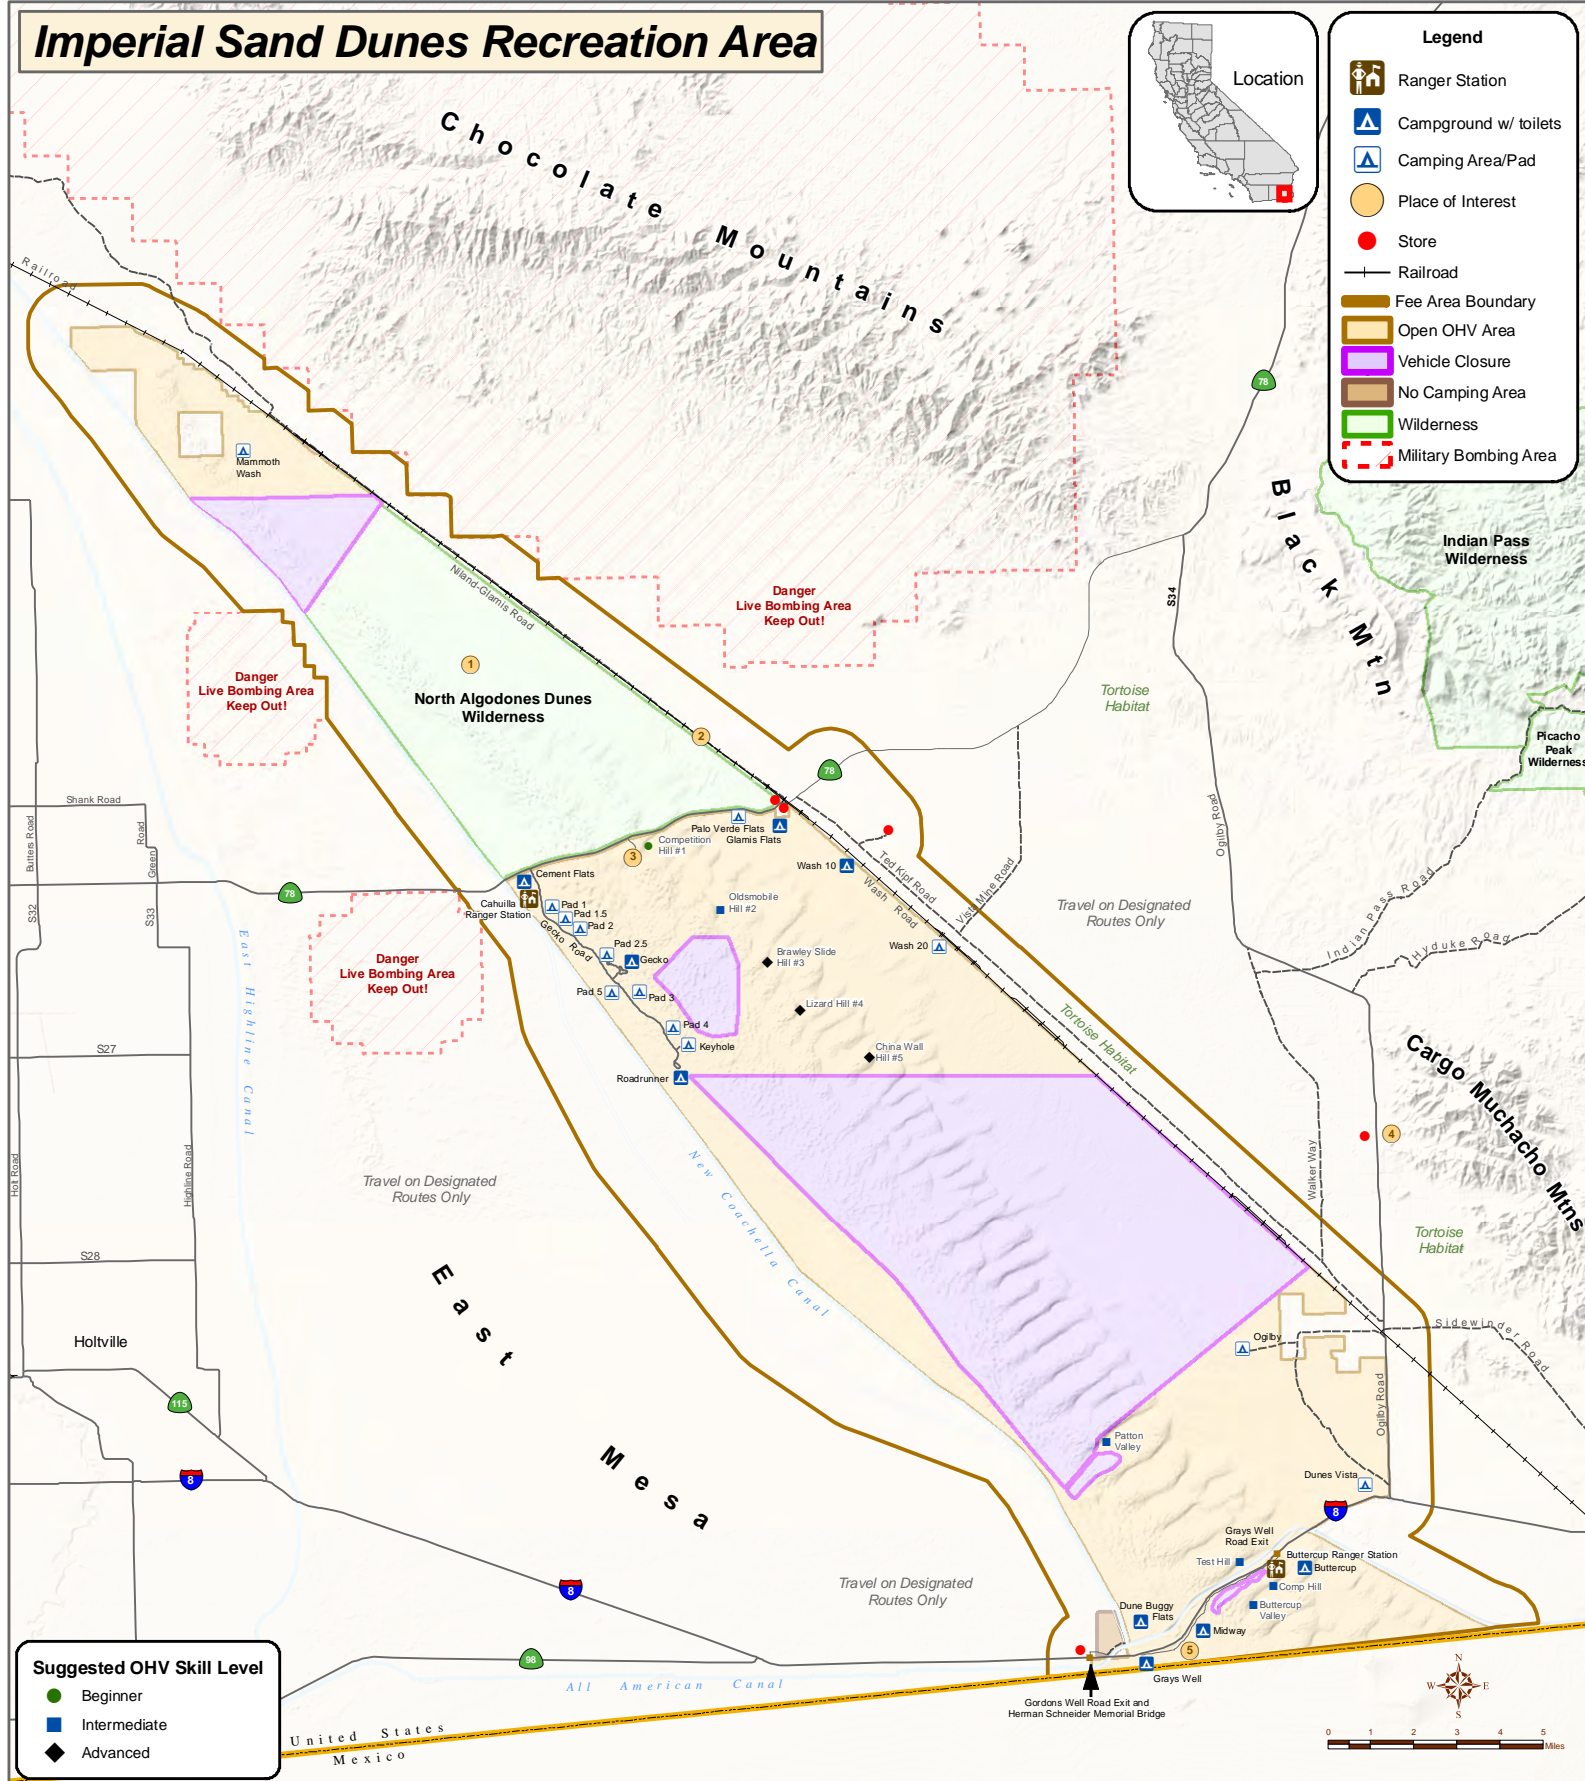 Imperial Sand Dunes Recreation Area
Location
Legend
Ranger Station
Campground w/ toilets
Camping Area/Pad
Place of Interest
Store
Railroad
Fee Area Boundary
Open OHV Area
Vehicle Closure
No Camping Area
Wilderness
Military Bombing Area
Chocolate Mountains
Railroad
78
Mammoth
Wash
Black Mtn
Indian Pass
Wilderness
Niland-Glamis Road
Danger
Live Bombing Area
Keep Out!
S34
1
Danger
Live Bombing Area
Keep Out!
North Algodones Dunes
Wilderness
Tortoise
Habitat
2
Picacho
Peak
Wilderness
78
Shank Road
Butters Road
Green Road
Ogilby Road
Palo Verde Flats
Glamis Flats
Competition
Hill #1
3
Wash 10
Ted Kipf Road
Wash Road
Vista Mine Road
Cement Flats
78
Cahuilla
Ranger Station
Pad 1
Pad 1.5
Pad 2
Oldsmobile
Hill #2
Travel on Designated
Routes Only
Indian Pass Road
Hyduke Road
S32
S33
Gecko Road
Pad 2.5
Gecko
Wash 20
Brawley Slide
Hill #3
Danger
Live Bombing Area
Keep Out!
East Highline Canal
Pad 5
Pad 3
Lizard Hill #4
Pad 4
Keyhole
China Wall
Hill #5
Tortoise Habitat
S27
Roadrunner
Cargo Muchacho Mtns
4
Holt Road
Highline Road
Travel on Designated
Routes Only
New Coachella Canal
Walker Way
Tortoise
Habitat
S28
East Mesa
Holtville
Ogilby
Sidewinder Road
115
Ogilby Road
Patton
Valley
8
Dunes Vista
8
Grays Well
Road Exit
Test Hill
Buttercup Ranger Station
Buttercup
Comp Hill
8
Travel on Designated
Routes Only
Dune Buggy
Flats
Buttercup
Valley
Midway
5
98
Grays Well
All American Canal
Gordons Well Road Exit and
Herman Schneider Memorial Bridge
United States
Mexico
Suggested OHV Skill Level
Beginner
Intermediate
Advanced
N
W E
S
0 1 2 3 4 5
Miles